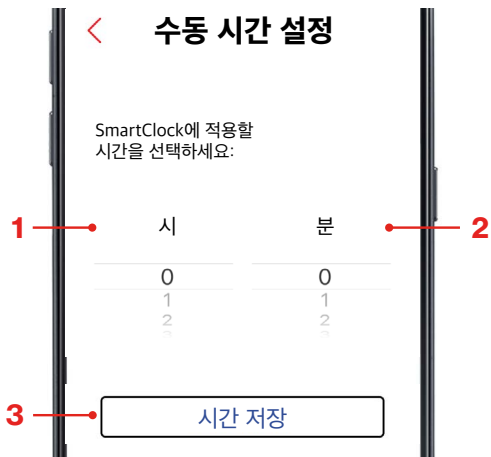 수동 시간 설정
SmartClock에 적용할
시간을 선택하세요:
1 시 분 2
0 0
1 1
2 2
3 시간 저장